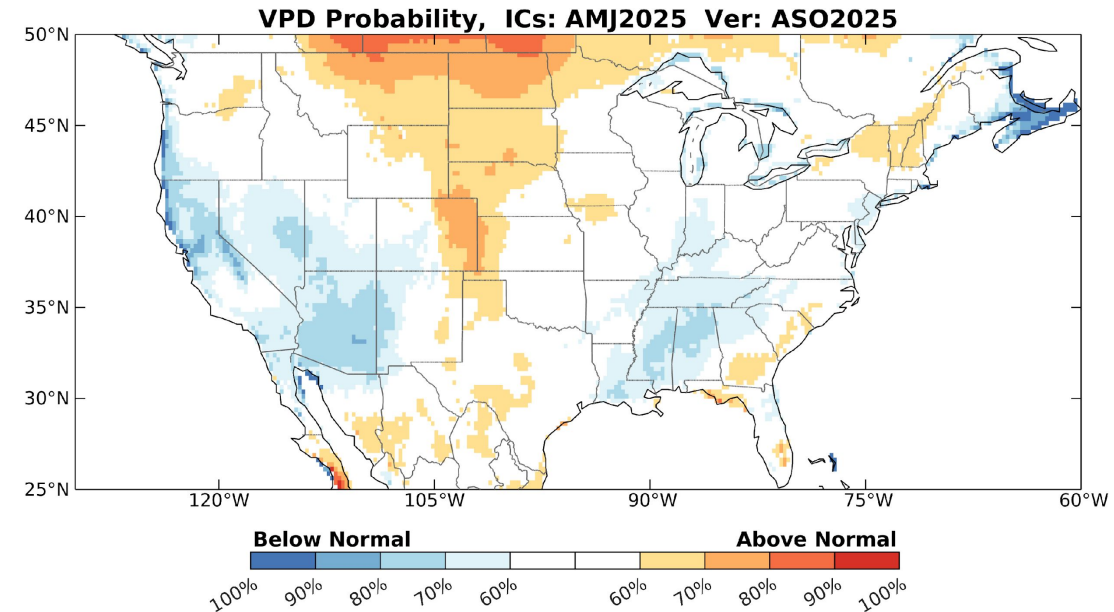 VPD Probability, ICs: AMJ2025 Ver: ASO2025
50°N
45°N
40°N
35°N
30°N
25°N
120°W 105°W 90°W 75°W 60°W
Below Normal Above Normal
100% 90% 80% 70% 60% 60% 70% 80% 90% 100%